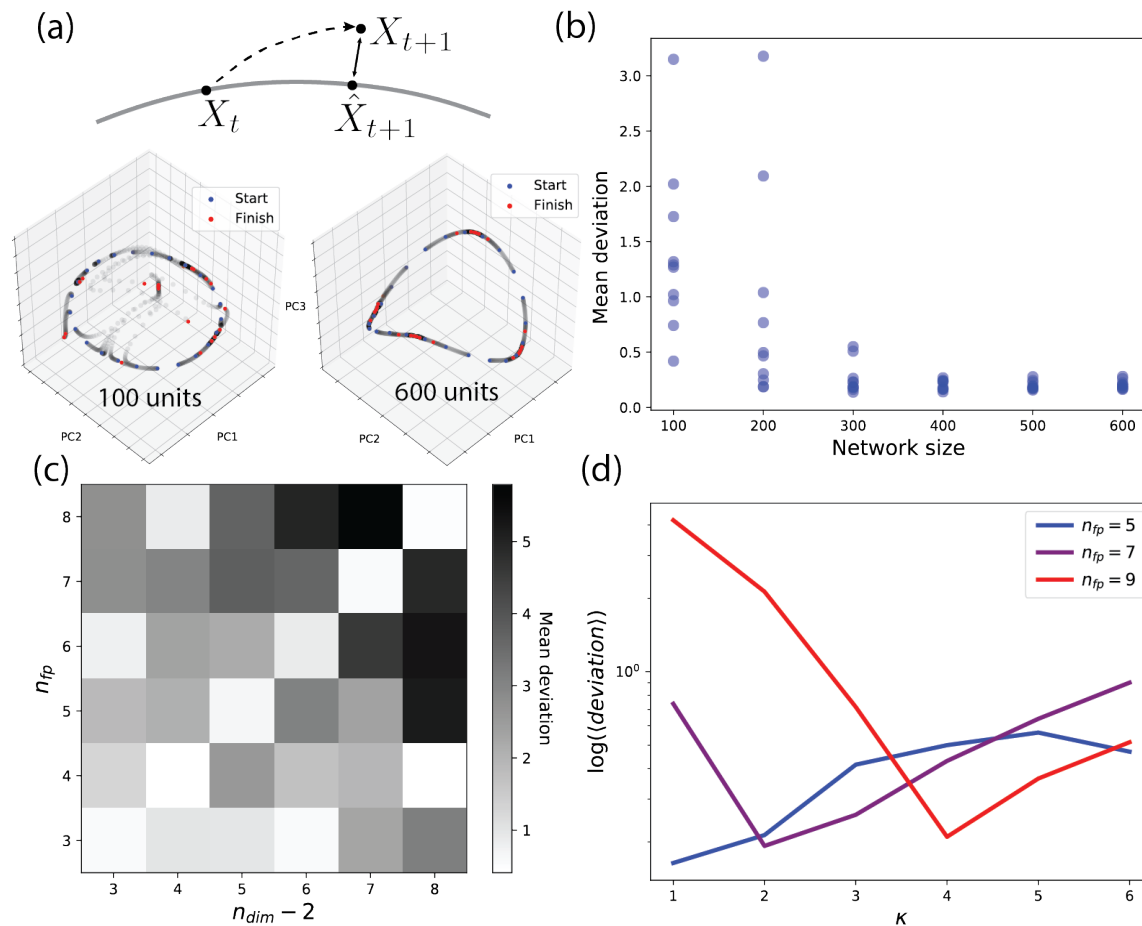 (a)
X_{t+1}
X_t
\hat{X}_{t+1}
Start
Finish
100 units
PC2
PC1
Start
Finish
PC3
600 units
PC2
PC1
(b)
Mean deviation
3.0
2.5
2.0
1.5
1.0
0.5
0.0
100 200 300 400 500 600
Network size
(c)
n_{fp}
8
7
6
5
4
3
3 4 5 6 7 8
n_{dim} − 2
5
4
3
2
1
Mean deviation
(d)
log(⟨deviation⟩)
10^0
n_{fp} = 5
n_{fp} = 7
n_{fp} = 9
1 2 3 4 5 6
κ